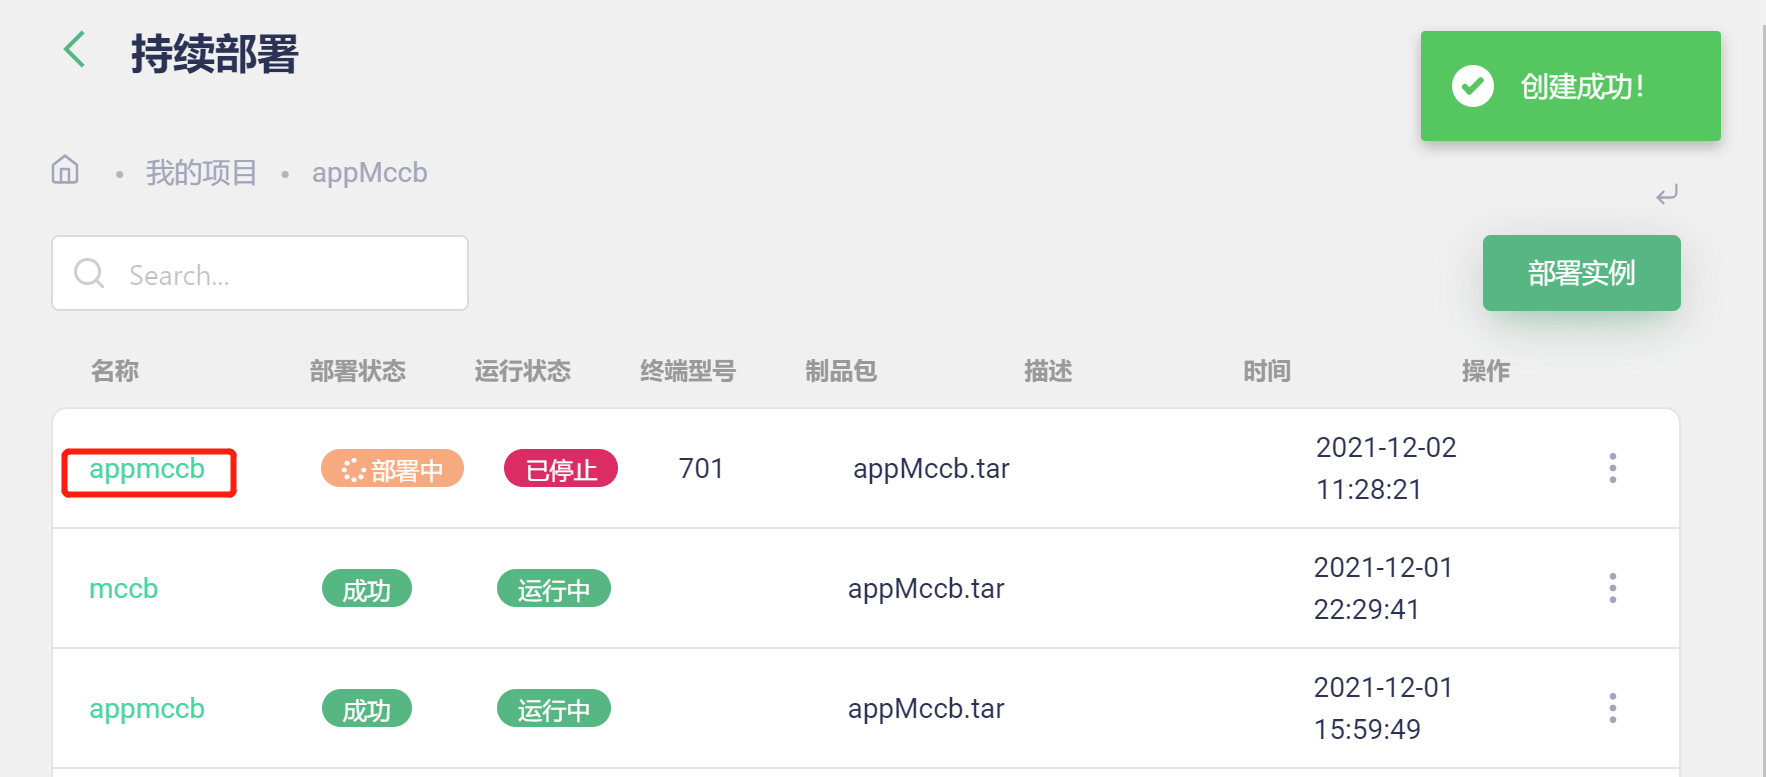 持续部署
创建成功!
我的项目 • appMccb
Search...
部署实例
名称 部署状态 运行状态 终端型号 制品包 描述 时间 操作
appmccb 部署中 已停止 701 appMccb.tar 2021-12-02
11:28:21
mccb 成功 运行中 appMccb.tar 2021-12-01
22:29:41
appmccb 成功 运行中 appMccb.tar 2021-12-01
15:59:49